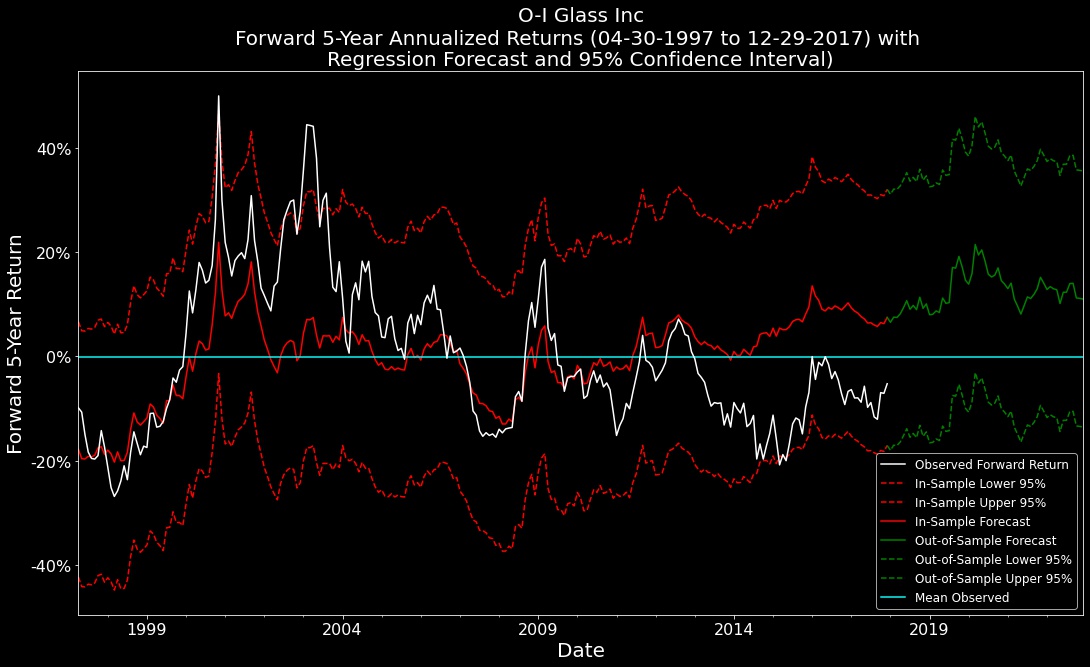 O-I Glass Inc
Forward 5-Year Annualized Returns (04-30-1997 to 12-29-2017) with
Regression Forecast and 95% Confidence Interval)
Forward 5-Year Return
40%
20%
0%
-20%
-40%
1999
2004
2009
2014
2019
Date
Observed Forward Return
In-Sample Lower 95%
In-Sample Upper 95%
In-Sample Forecast
Out-of-Sample Forecast
Out-of-Sample Lower 95%
Out-of-Sample Upper 95%
Mean Observed